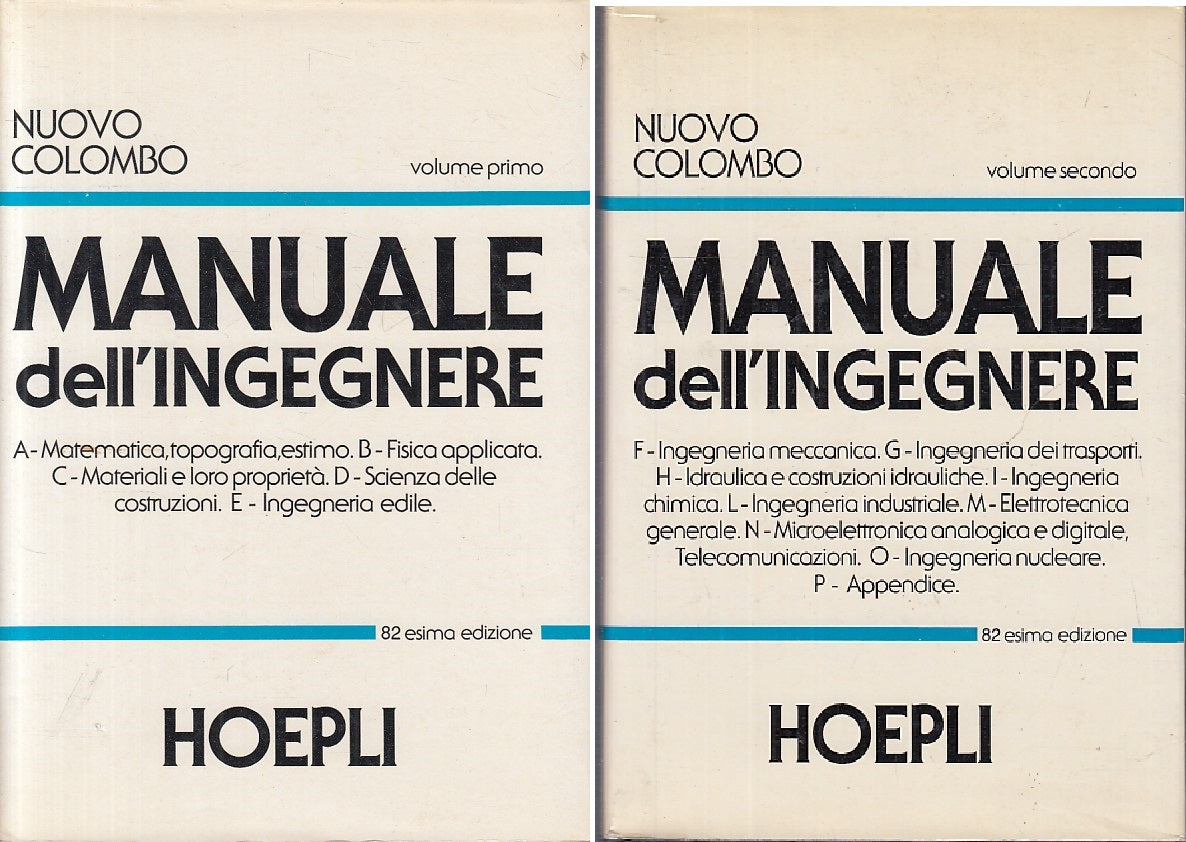 NUOVO
COLOMBO
volume primo
MANUALE
dell'INGEGNERE
A - Matematica, topografia, estimo. B - Fisica applicata.
C - Materiali e loro proprietà. D - Scienza delle
costruzioni. E - Ingegneria edile.
82 esima edizione
HOEPLI
NUOVO
COLOMBO
volume secondo
MANUALE
dell'INGEGNERE
F - Ingegneria meccanica. G - Ingegneria dei trasporti.
H - Idraulica e costruzioni idrauliche. I - Ingegneria
chimica. L - Ingegneria industriale. M - Elettrotecnica
generale. N - Microelettronica analogica e digitale,
Telecomunicazioni. O - Ingegneria nucleare.
P - Appendice.
82 esima edizione
HOEPLI